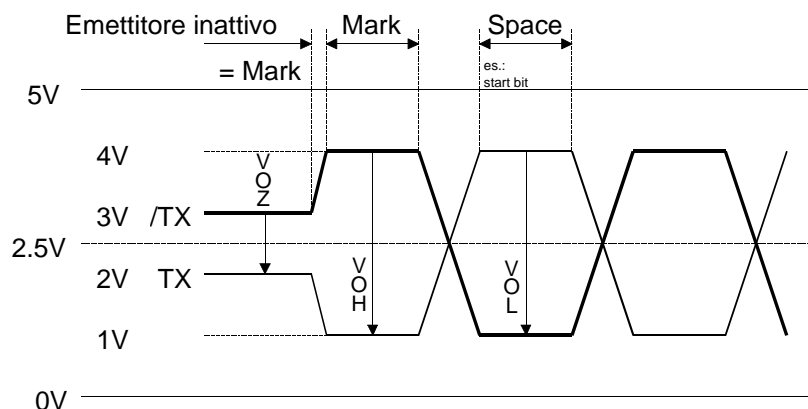 Emettitore inattivo
= Mark
Mark
Space
es.:
start bit
5V
4V
VOZ
3V /TX
2.5V
2V TX
VOH
VOL
1V
0V